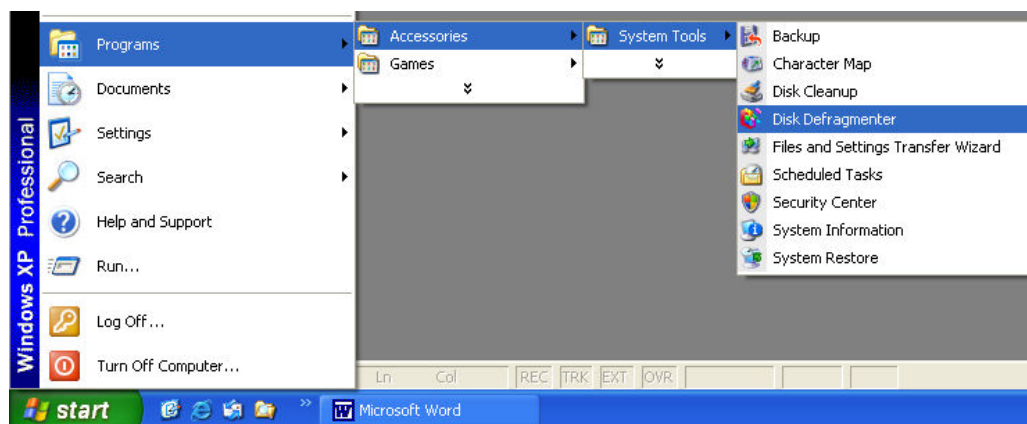 Programs
Documents
Settings
Search
Help and Support
Run...
Log Off...
Turn Off Computer...
Windows XP Professional
Accessories
Games
System Tools
Backup
Character Map
Disk Cleanup
Disk Defragmenter
Files and Settings Transfer Wizard
Scheduled Tasks
Security Center
System Information
System Restore
Ln Col REC TRK EXT OVR
start » Microsoft Word